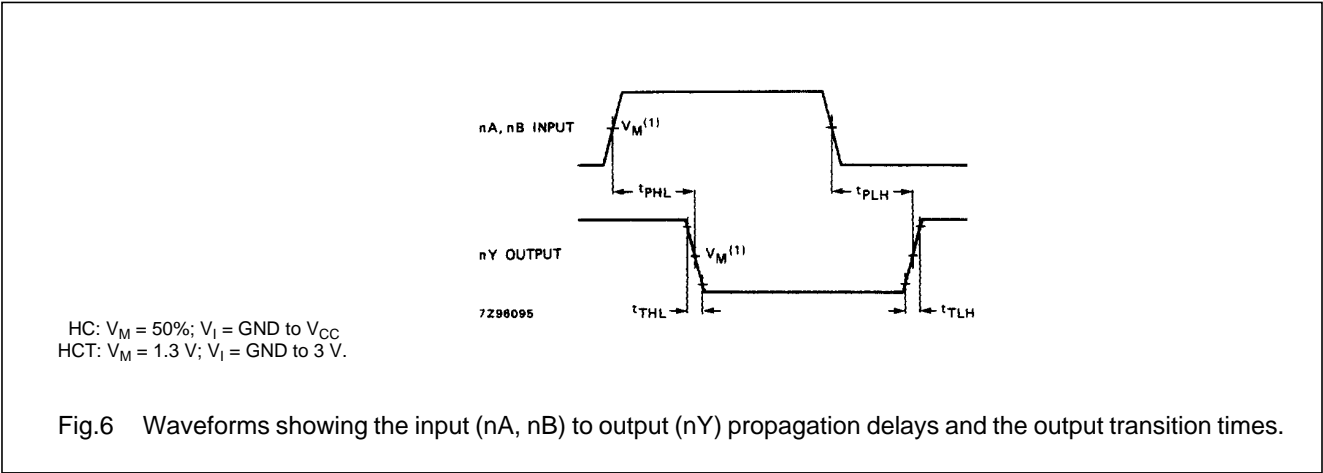 nA, nB INPUT
VM(1)
tPHL
tPLH
nY OUTPUT
VM(1)
7Z96095
tTHL
tTLH
HC: VM = 50%; VI = GND to VCC
HCT: VM = 1.3 V; VI = GND to 3 V.
Fig.6 Waveforms showing the input (nA, nB) to output (nY) propagation delays and the output transition times.